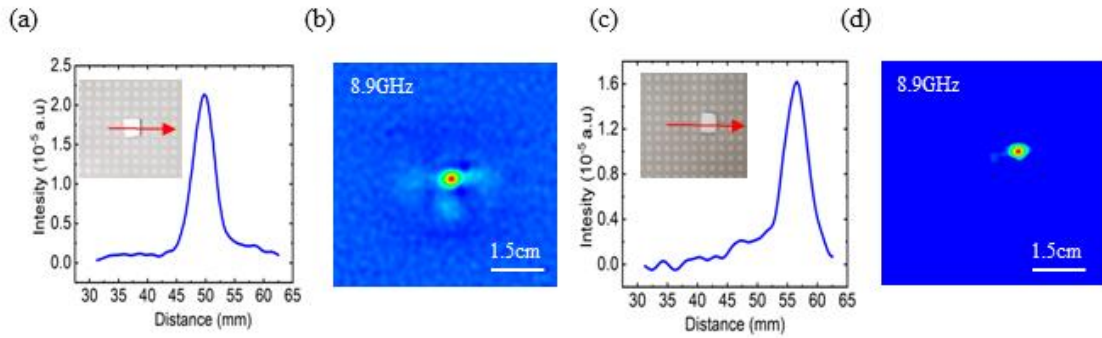 (a)
(b)
(c)
(d)
2.5
2.0
1.5
1.0
0.5
0.0
Intesity (10-5 a.u)
30 35 40 45 50 55 60 65
Distance (mm)
8.9GHz
1.5cm
1.6
1.2
0.8
0.4
0.0
Intensity (10-5 a.u)
30 35 40 45 50 55 60 65
Distance (mm)
8.9GHz
1.5cm